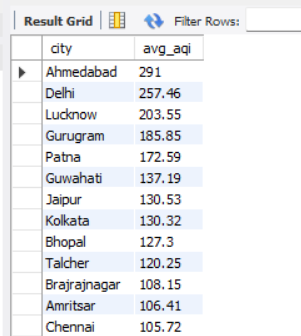 Result Grid Filter Rows:
city avg_aqi
Ahmedabad 291
Delhi 257.46
Lucknow 203.55
Gurugram 185.85
Patna 172.59
Guwahati 137.19
Jaipur 130.53
Kolkata 130.32
Bhopal 127.3
Talcher 120.25
Brajrajnagar 108.15
Amritsar 106.41
Chennai 105.72